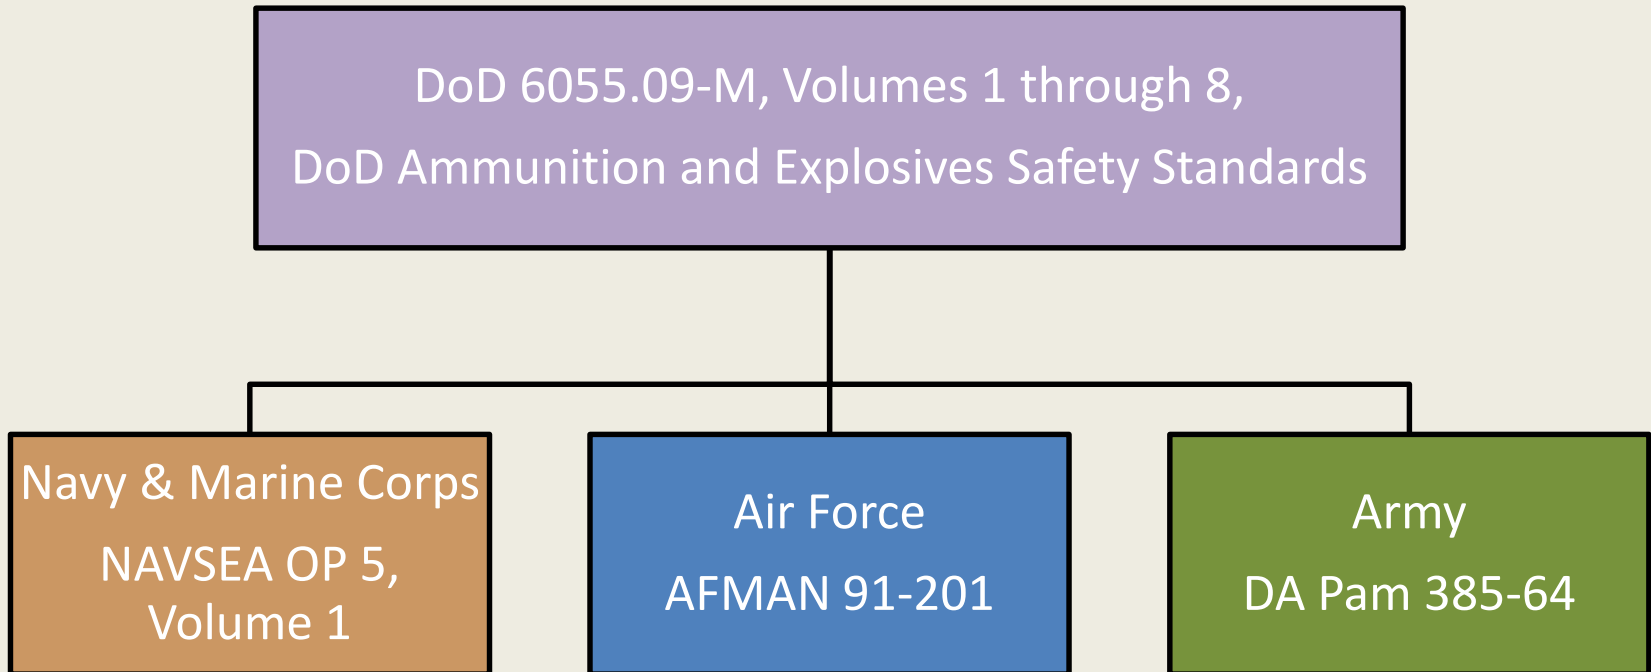 DoD 6055.09-M, Volumes 1 through 8,
DoD Ammunition and Explosives Safety Standards
Navy & Marine Corps
NAVSEA OP 5,
Volume 1
Air Force
AFMAN 91-201
Army
DA Pam 385-64